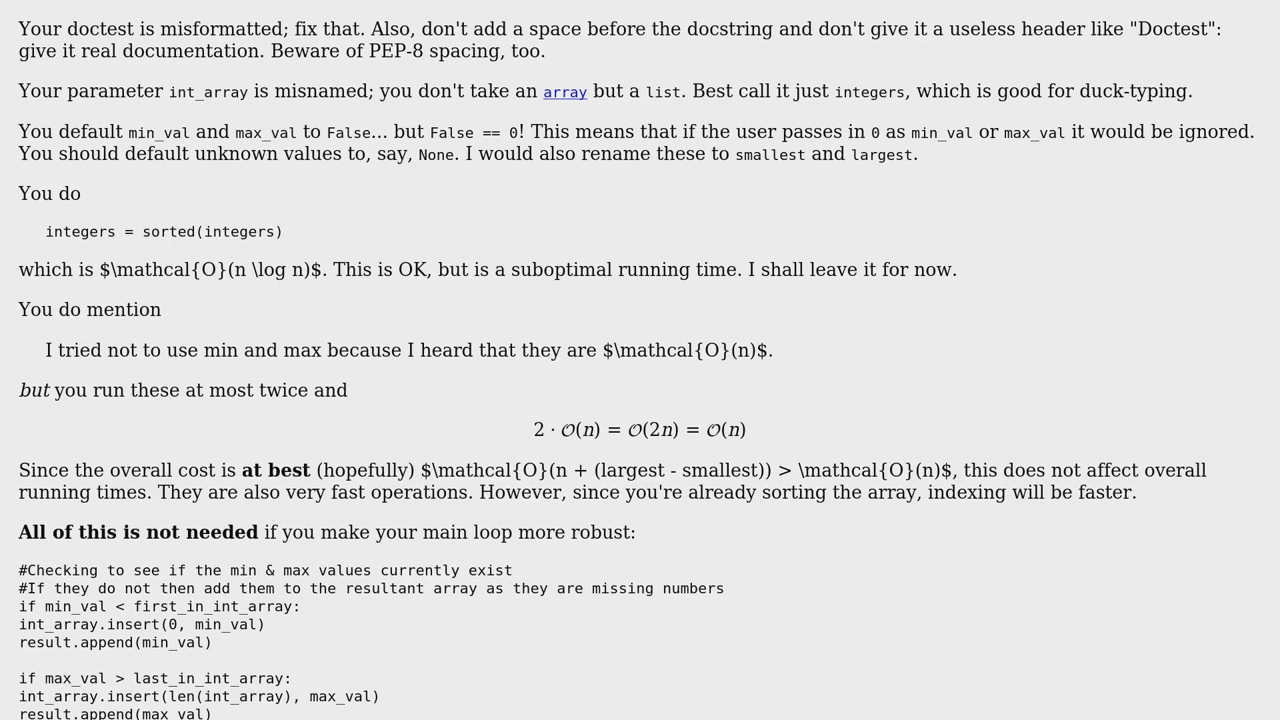 Your doctest is misformatted; fix that. Also, don't add a space before the docstring and don't give it a useless header like "Doctest":
give it real documentation. Beware of PEP-8 spacing, too.
Your parameter int_array is misnamed; you don't take an array but a list. Best call it just integers, which is good for duck-typing.
You default min_val and max_val to False... but False == 0! This means that if the user passes in 0 as min_val or max_val it would be ignored.
You should default unknown values to, say, None. I would also rename these to smallest and largest.
You do
integers = sorted(integers)
which is $\mathcal{O}(n \log n)$. This is OK, but is a suboptimal running time. I shall leave it for now.
You do mention
I tried not to use min and max because I heard that they are $\mathcal{O}(n)$.
but you run these at most twice and
2 · 𝒪(n) = 𝒪(2n) = 𝒪(n)
Since the overall cost is at best (hopefully) $\mathcal{O}(n + (largest - smallest)) > \mathcal{O}(n)$, this does not affect overall
running times. They are also very fast operations. However, since you're already sorting the array, indexing will be faster.
All of this is not needed if you make your main loop more robust:
#Checking to see if the min & max values currently exist
#If they do not then add them to the resultant array as they are missing numbers
if min_val < first_in_int_array:
int_array.insert(0, min_val)
result.append(min_val)
if max_val > last_in_int_array:
int_array.insert(len(int_array), max_val)
result.append(max_val)